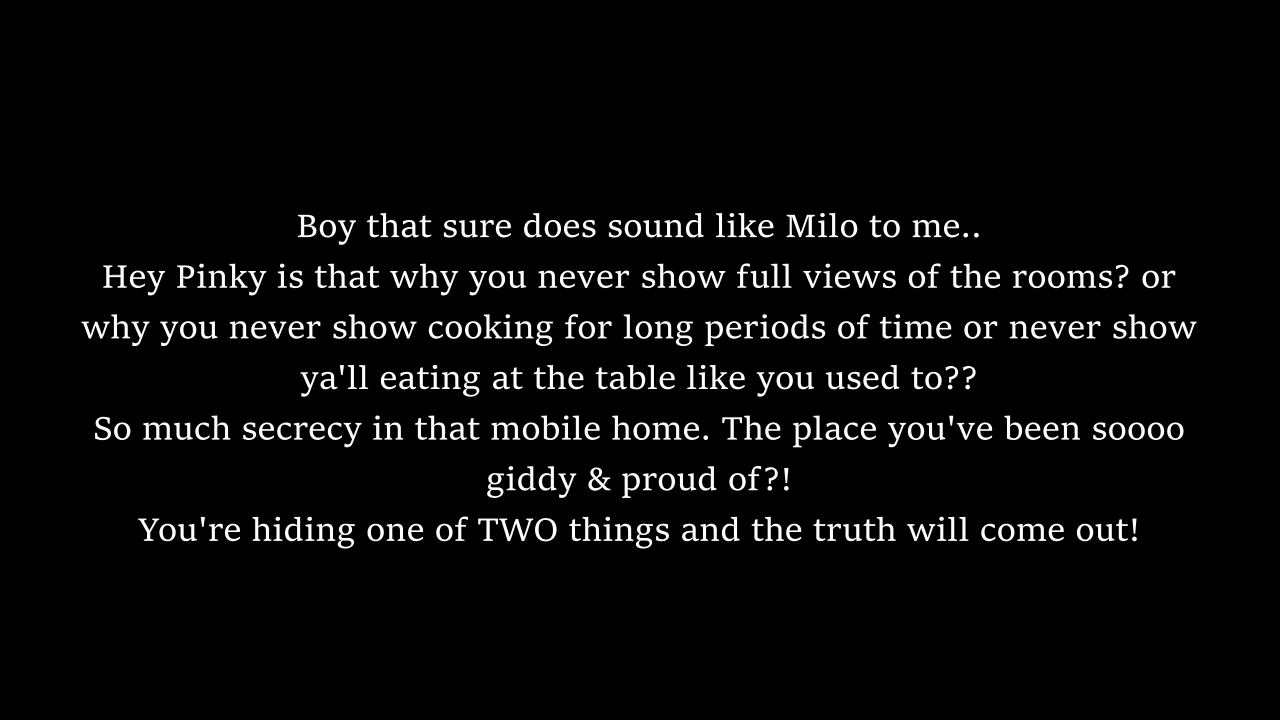 Boy that sure does sound like Milo to me..
Hey Pinky is that why you never show full views of the rooms? or
why you never show cooking for long periods of time or never show
ya'll eating at the table like you used to??
So much secrecy in that mobile home. The place you've been soooo
giddy & proud of?!
You're hiding one of TWO things and the truth will come out!